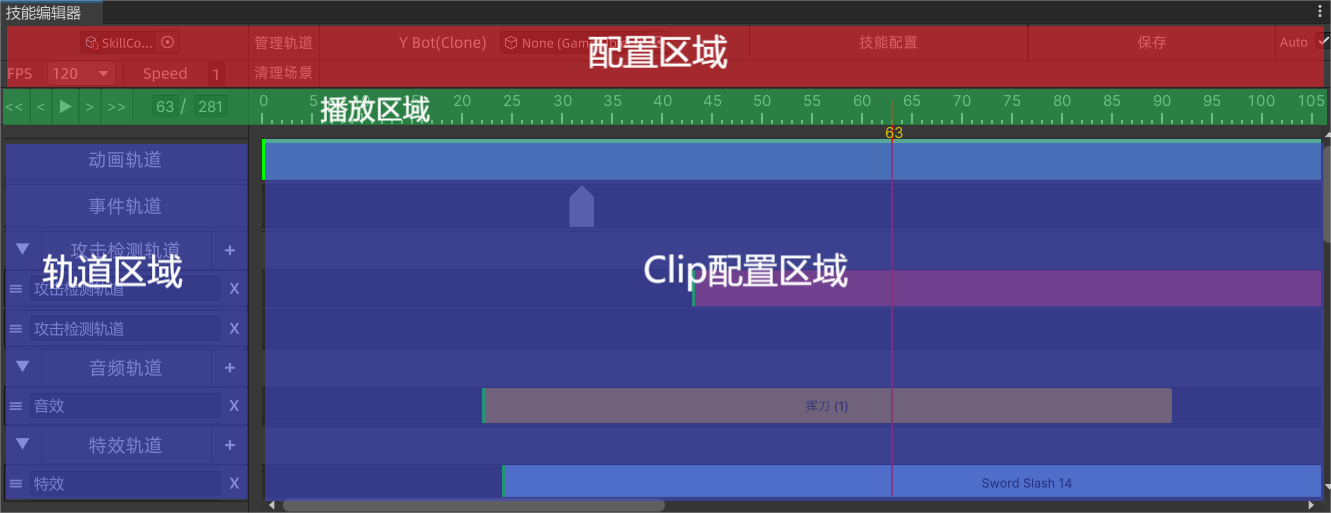 技能编辑器
SkillCo... 管理轨道 Y Bot(Clone) None (Gam 配置区域 技能配置 保存 Auto
FPS 120 Speed 1 清理场景
<< < > >> 63 / 281 0 5 播放区域 20 25 30 35 40 45 50 55 60 65 70 75 80 85 90 95 100 105
63
动画轨道
事件轨道
攻击检测轨道 +
轨道区域 Clip配置区域
攻击检测轨道 X
攻击检测轨道 X
音频轨道 +
音效 X 挥刀 (1)
特效轨道 +
特效 X Sword Slash 14